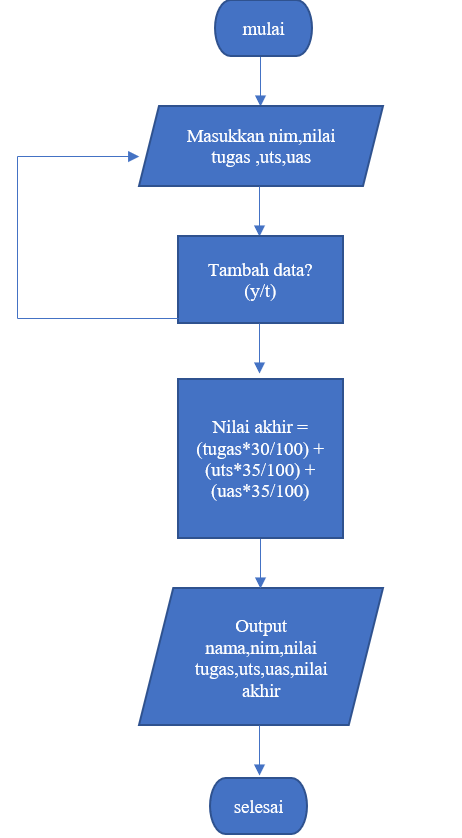 mulai
Masukkan nim,nilai
tugas ,uts,uas
Tambah data?
(y/t)
Nilai akhir =
(tugas*30/100) +
(uts*35/100) +
(uas*35/100)
Output
nama,nim,nilai
tugas,uts,uas,nilai
akhir
selesai